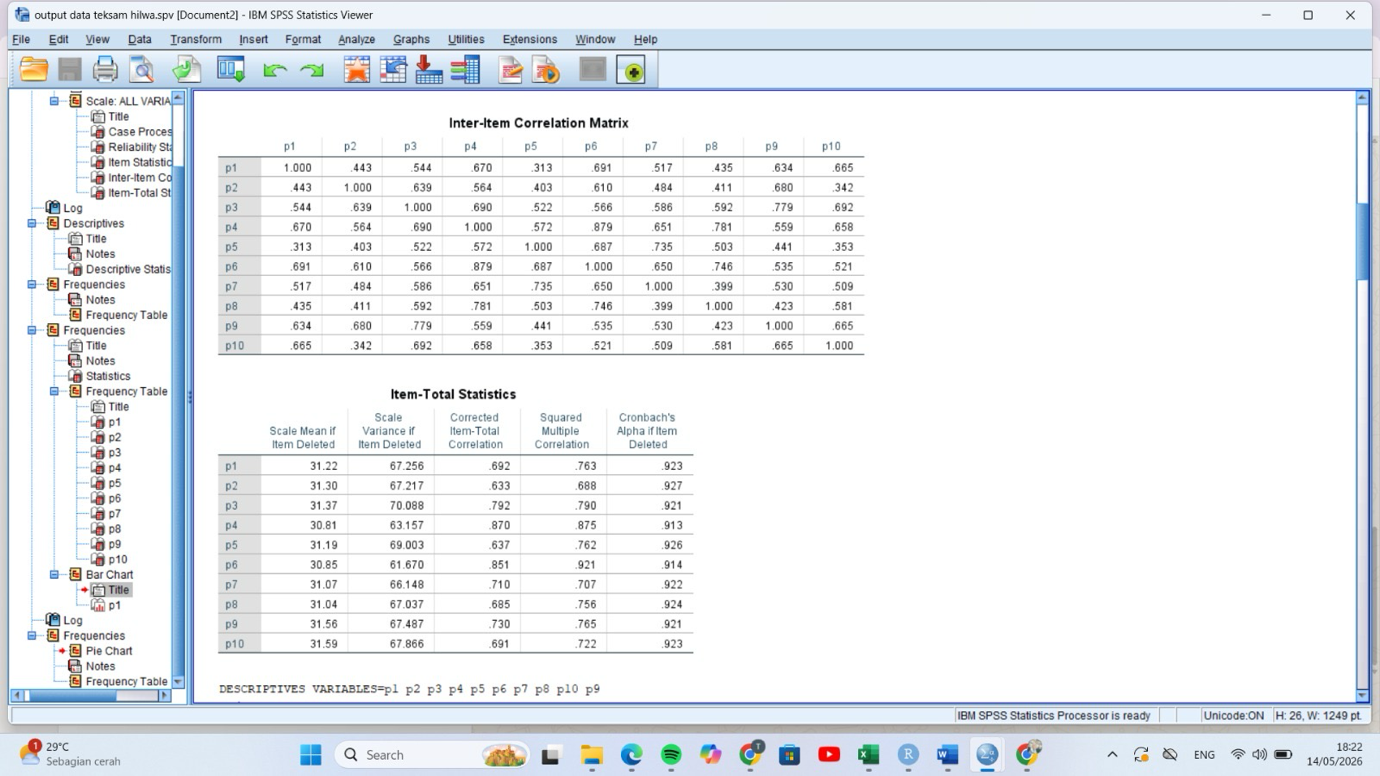 output data teksam hilwa.spv [Document2] - IBM SPSS Statistics Viewer
File Edit View Data Transform Insert Format Analyze Graphs Utilities Extensions Window Help
Scale: ALL VARIA
Title
Case Proces
Reliability Sta
Item Statistic
Inter-Item Co
Item-Total St
Log
Descriptives
Title
Notes
Descriptive Statis
Frequencies
Notes
Frequency Table
Frequencies
Title
Notes
Statistics
Frequency Table
Title
p1
p2
p3
p4
p5
p6
p7
p8
p9
p10
Bar Chart
Title
p1
Log
Frequencies
Pie Chart
Notes
Frequency Table
Inter-Item Correlation Matrix
p1 p2 p3 p4 p5 p6 p7 p8 p9 p10
p1 1.000 .443 .544 .670 .313 .691 .517 .435 .634 .665
p2 .443 1.000 .639 .564 .403 .610 .484 .411 .680 .342
p3 .544 .639 1.000 .690 .522 .566 .586 .592 .779 .692
p4 .670 .564 .690 1.000 .572 .879 .651 .781 .559 .658
p5 .313 .403 .522 .572 1.000 .687 .735 .503 .441 .353
p6 .691 .610 .566 .879 .687 1.000 .650 .746 .535 .521
p7 .517 .484 .586 .651 .735 .650 1.000 .399 .530 .509
p8 .435 .411 .592 .781 .503 .746 .399 1.000 .423 .581
p9 .634 .680 .779 .559 .441 .535 .530 .423 1.000 .665
p10 .665 .342 .692 .658 .353 .521 .509 .581 .665 1.000
Item-Total Statistics
Scale Mean if Item Deleted Scale Variance if Item Deleted Corrected Item-Total Correlation Squared Multiple Correlation Cronbach's Alpha if Item Deleted
p1 31.22 67.256 .692 .763 .923
p2 31.30 67.217 .633 .688 .927
p3 31.37 70.088 .792 .790 .921
p4 30.81 63.157 .870 .875 .913
p5 31.19 69.003 .637 .762 .926
p6 30.85 61.670 .851 .921 .914
p7 31.07 66.148 .710 .707 .922
p8 31.04 67.037 .685 .756 .924
p9 31.56 67.487 .730 .765 .921
p10 31.59 67.866 .691 .722 .923
DESCRIPTIVES VARIABLES=p1 p2 p3 p4 p5 p6 p7 p8 p10 p9
IBM SPSS Statistics Processor is ready Unicode:ON H: 26, W: 1249 pt.
1
29°C
Sebagian cerah
Search
T
R
ENG
18:22
14/05/2026